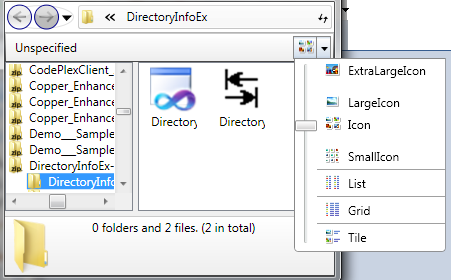 DirectoryInfoEx
Unspecified
CodePlexClient_
Copper_Enhance
Copper_Enhance
Copper_Enhance
Demo___Sample
Demo___Sample
DirectoryInfoEx-
DirectoryInfo
Directory Directory
0 folders and 2 files. (2 in total)
ExtraLargeIcon
LargeIcon
Icon
SmallIcon
List
Grid
Tile